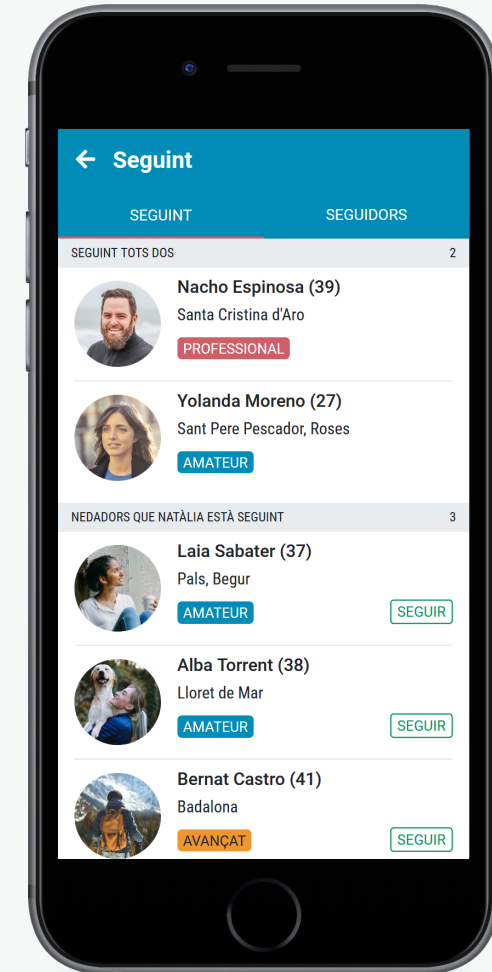 Seguint
SEGUINT SEGUIDORS
SEGUINT TOTS DOS 2
Nacho Espinosa (39)
Santa Cristina d'Aro
PROFESSIONAL
Yolanda Moreno (27)
Sant Pere Pescador, Roses
AMATEUR
NEDADORS QUE NATÀLIA ESTÀ SEGUINT 3
Laia Sabater (37)
Pals, Begur
AMATEUR SEGUIR
Alba Torrent (38)
Lloret de Mar
AMATEUR SEGUIR
Bernat Castro (41)
Badalona
AVANÇAT SEGUIR